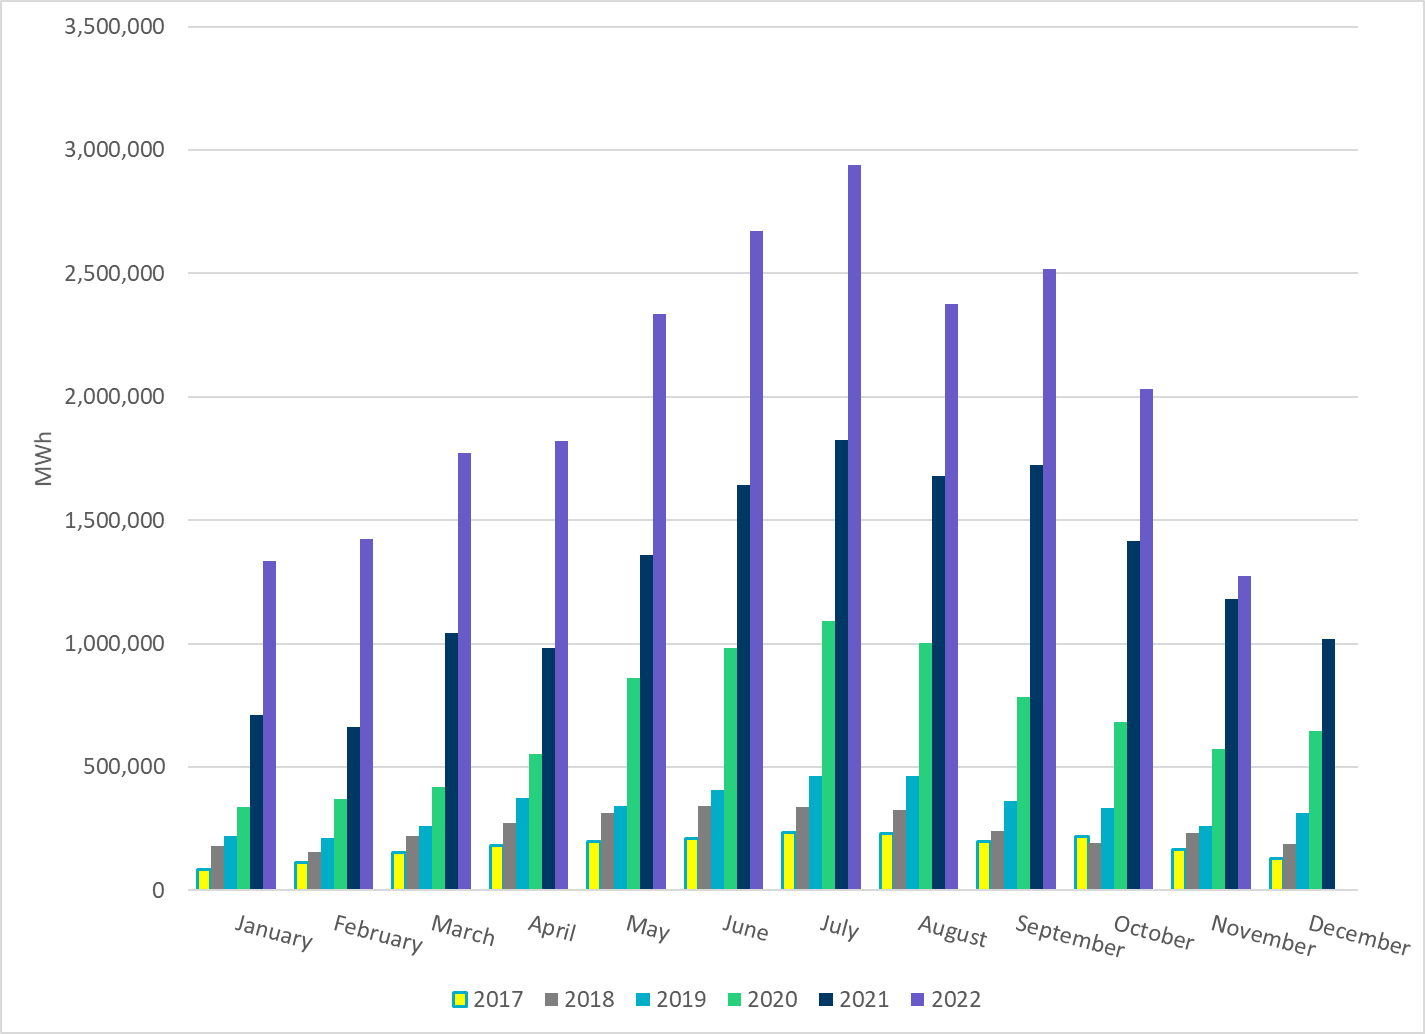 3,500,000
3,000,000
2,500,000
2,000,000
1,500,000
1,000,000
500,000
0
MWh
January February March April May June July August September October November December
2017 2018 2019 2020 2021 2022